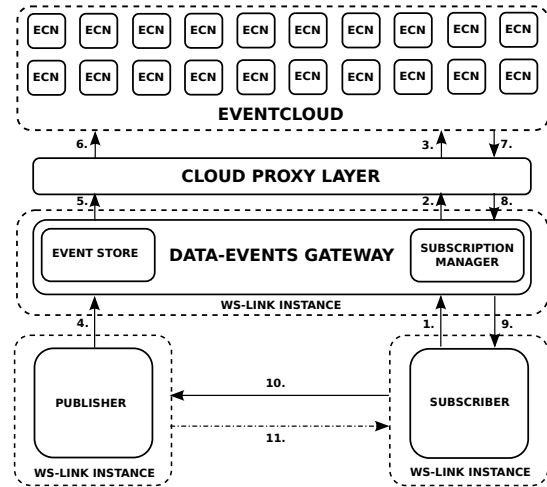 ECN ECN ECN ECN ECN ECN ECN ECN ECN ECN
ECN ECN ECN ECN ECN ECN ECN ECN ECN ECN
EVENTCLOUD
6. 3. 7.
CLOUD PROXY LAYER
5. 2. 8.
EVENT STORE
DATA-EVENTS GATEWAY
SUBSCRIPTION
MANAGER
WS-LINK INSTANCE
4. 1. 9.
PUBLISHER
10.
11.
SUBSCRIBER
WS-LINK INSTANCE
WS-LINK INSTANCE